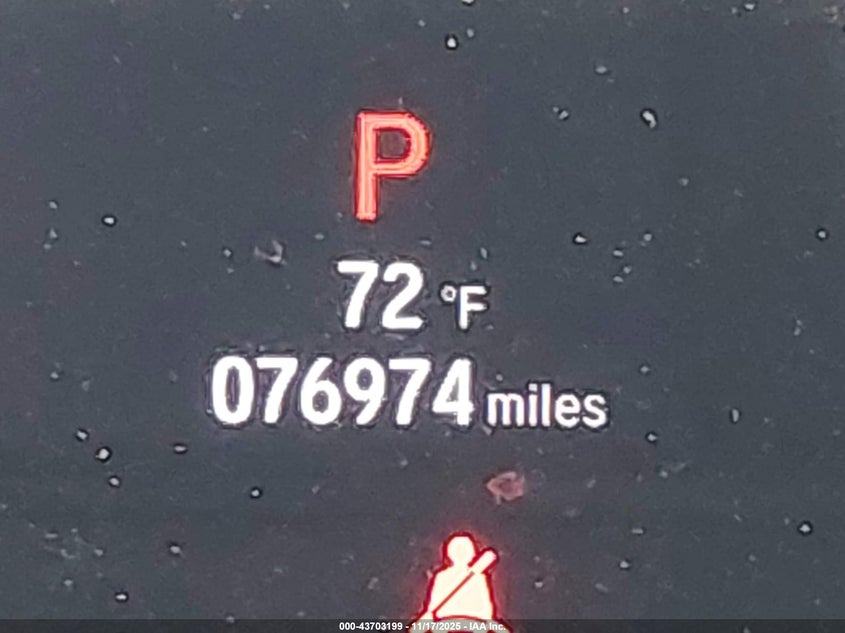 P
72 °F
076974 miles
000-43703199 - 11/17/2025 - IAA Inc.